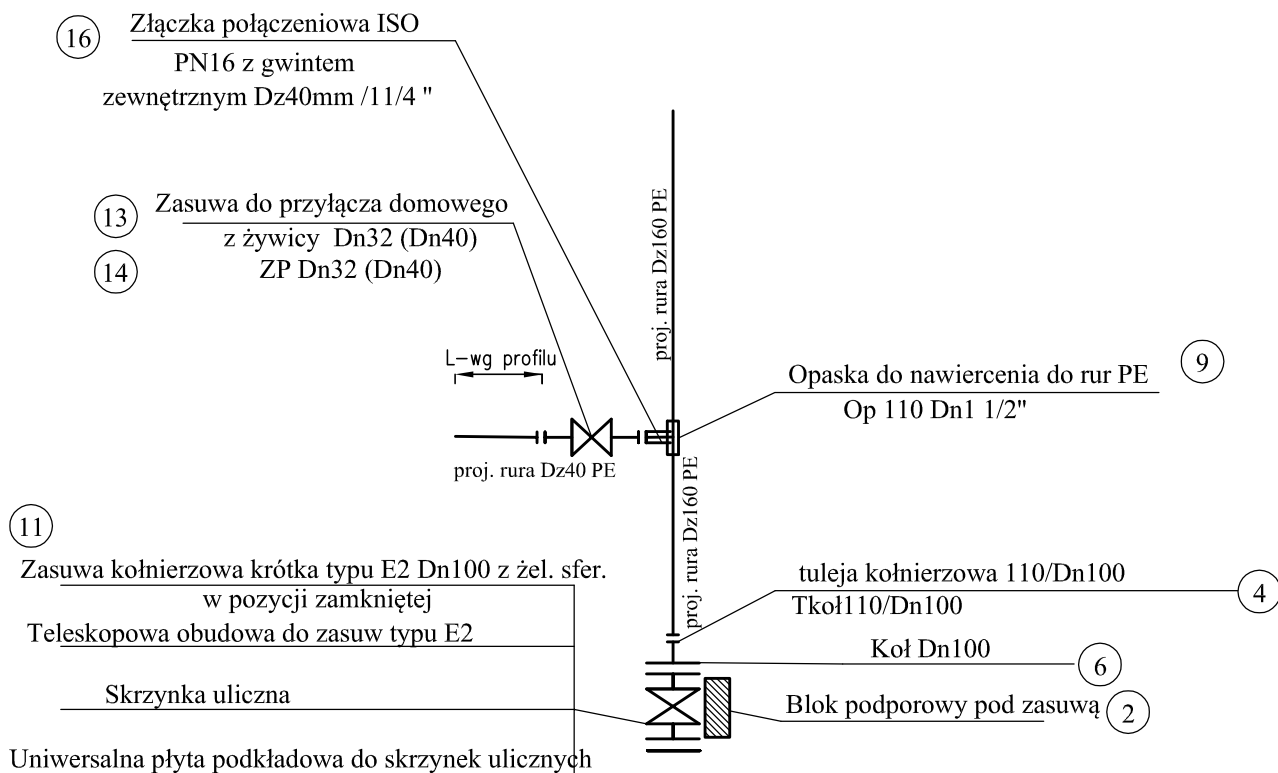 16
Złączka połączeniowa ISO
PN16 z gwintem
zewnętrznym Dz40mm /11/4 "
13
Zasuwa do przyłącza domowego
z żywicy Dn32 (Dn40)
14
ZP Dn32 (Dn40)
proj. rura Dz160 PE
L-wg profilu
9
Opaska do nawiercenia do rur PE
Op 110 Dn1 1/2"
proj. rura Dz40 PE
proj. rura Dz160 PE
11
Zasuwa kołnierzowa krótka typu E2 Dn100 z żel. sfer.
w pozycji zamkniętej
Teleskopowa obudowa do zasuw typu E2
Skrzynka uliczna
Uniwersalna płyta podkładowa do skrzynek ulicznych
tuleja kołnierzowa 110/Dn100
Tkoł110/Dn100
4
Koł Dn100
6
Blok podporowy pod zasuwą
2